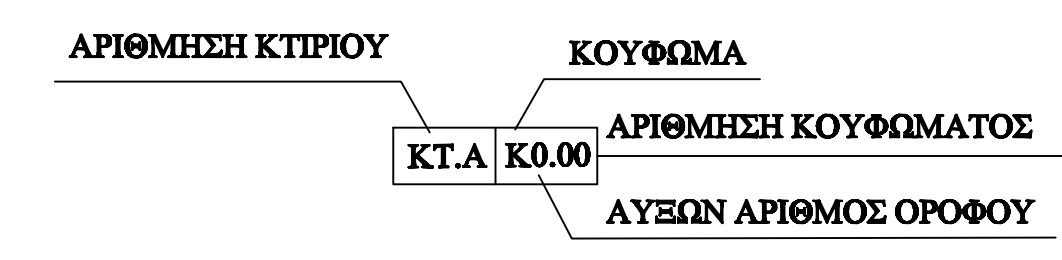 ΑΡΙΘΜΗΣΗ ΚΤΙΡΙΟΥ
ΚΟΥΦΩΜΑ
ΚΤ.Α Κ0.00
ΑΡΙΘΜΗΣΗ ΚΟΥΦΩΜΑΤΟΣ
ΑΥΞΩΝ ΑΡΙΘΜΟΣ ΟΡΟΦΟΥ